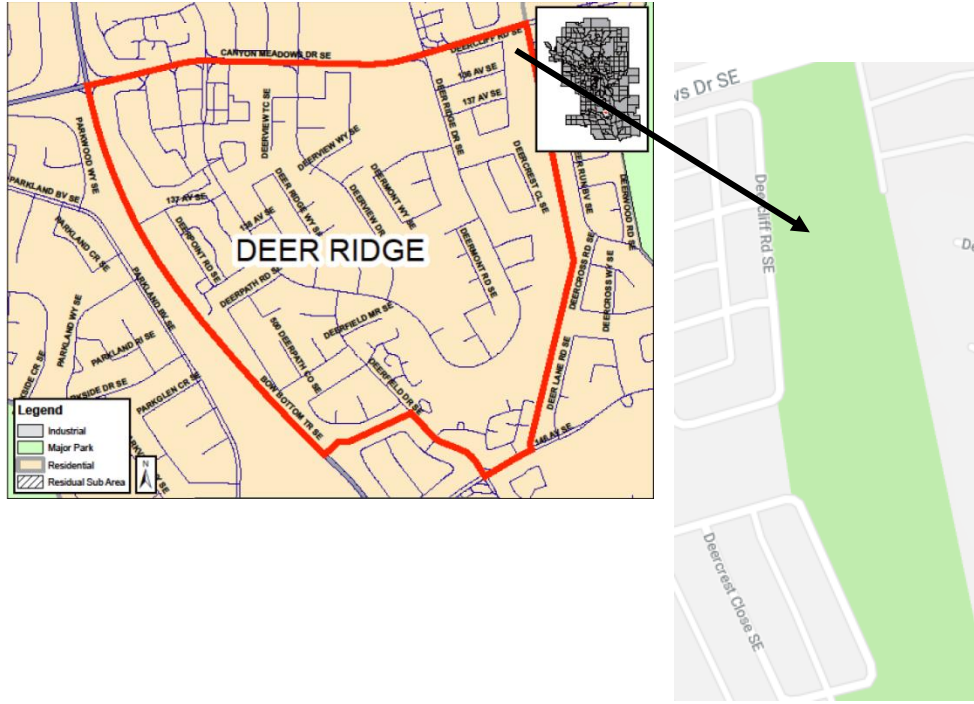 CANYON MEADOWS DR SE
DEERCLIFF RD SE
136 AV SE
137 AV SE
DEER RIDGE DR SE
DEERVIEW TC SE
DEERVIEW WY SE
PARKWOOD WY SE
PARKLAND BV SE
137 AV SE
DEER RIDGE WY SE
DEERMONT WY SE
DEERCREST CL SE
DEERWOOD RD SE
DEERPOINT RD SE
DEER RIDGE
PARKLAND CR SE
DEERPATH RD SE
DEERMONT RD SE
DEERCROSS RD SE
DEERCROSS WY SE
PARKLAND BV SE
PARKLAND WY SE
PARKLAND RI SE
500 DEERPATH CO SE
DEERFIELD MR SE
DEERFIELD DR SE
DEER LANE RD SE
PARKGLEN CR SE
BOW BOTTOM TR SE
146 AV SE
Legend
Industrial
Major Park
Residential
Residual Sub Area
N
ws Dr SE
Deercliff Rd SE
Deercrest Close SE